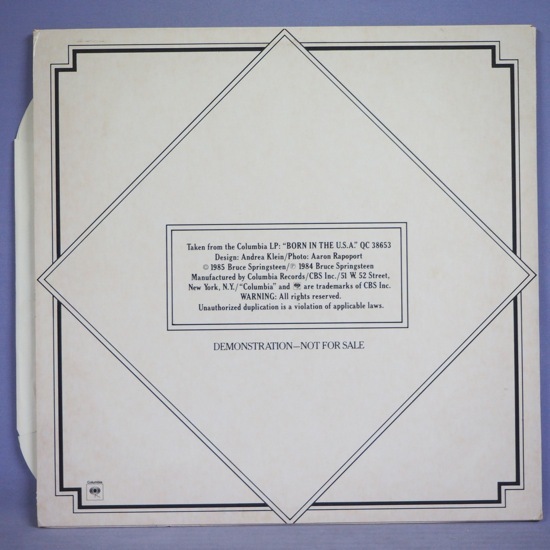 Taken from the Columbia LP: "BORN IN THE U.S.A." QC 38653
Design: Andrea Klein/Photo: Aaron Rapoport
© 1985 Bruce Springsteen/℗ 1984 Bruce Springsteen
Manufactured by Columbia Records/CBS Inc./51 W. 52 Street,
New York, N.Y./"Columbia" and are trademarks of CBS Inc.
WARNING: All rights reserved.
Unauthorized duplication is a violation of applicable laws.
DEMONSTRATION—NOT FOR SALE
Columbia